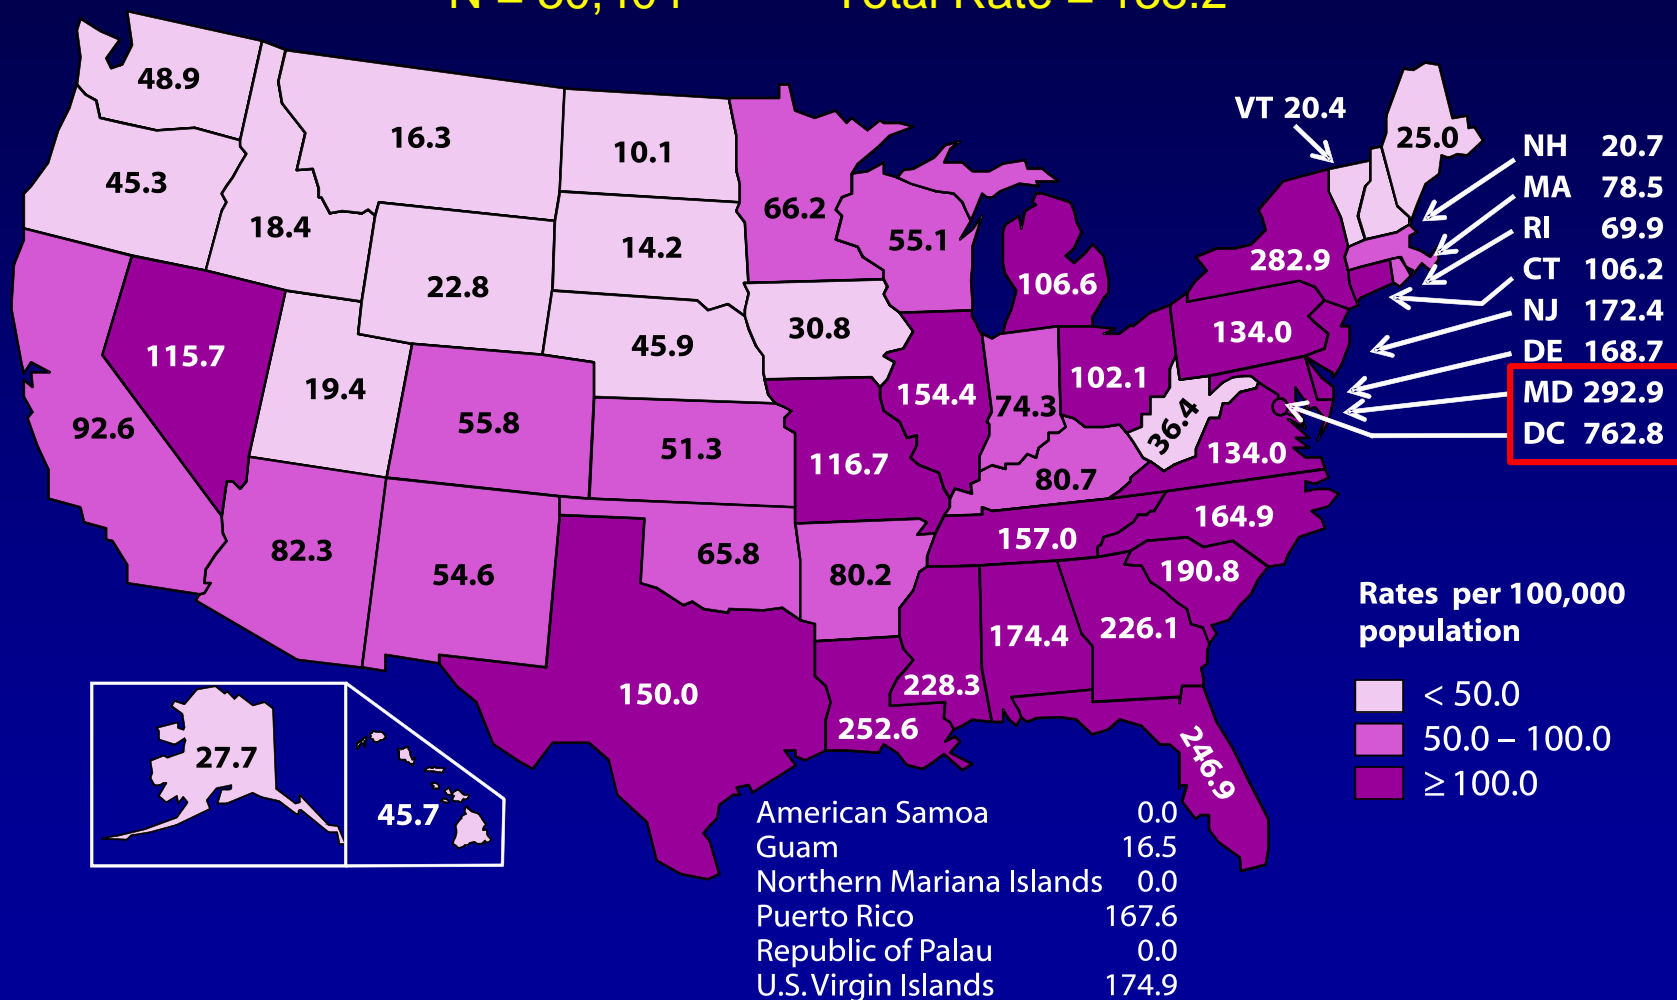 VT 20.4
48.9
16.3
10.1
25.0
NH 20.7
MA 78.5
RI 69.9
CT 106.2
NJ 172.4
DE 168.7
MD 292.9
DC 762.8
45.3
18.4
66.2
55.1
14.2
22.8
282.9
106.6
115.7
45.9
30.8
134.0
19.4
102.1
154.4
74.3
92.6
55.8
51.3
36.4
116.7
134.0
80.7
164.9
157.0
82.3
54.6
65.8
80.2
190.8
174.4
226.1
150.0
228.3
252.6
246.9
27.7
45.7
Rates per 100,000
population
< 50.0
50.0 – 100.0
≥ 100.0
American Samoa 0.0
Guam 16.5
Northern Mariana Islands 0.0
Puerto Rico 167.6
Republic of Palau 0.0
U.S. Virgin Islands 174.9